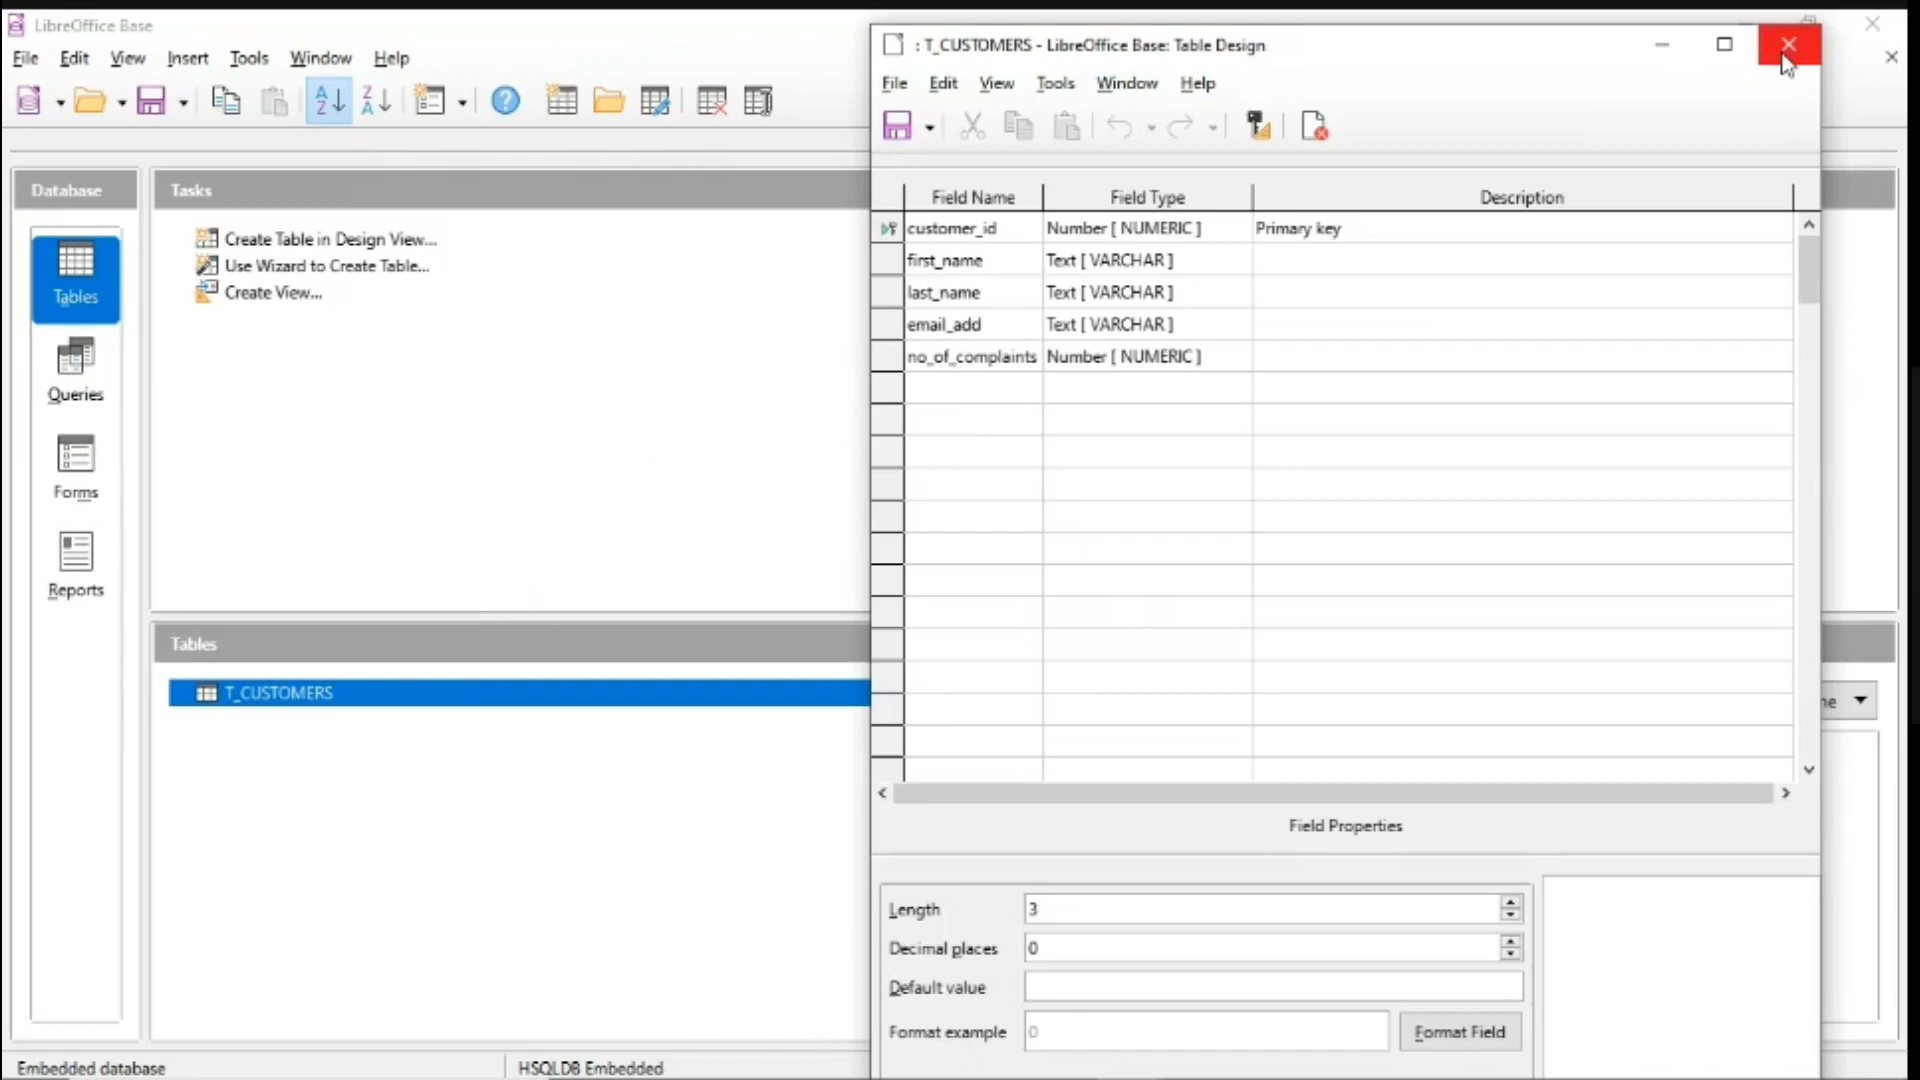 LibreOffice Base
File Edit View Insert Tools Window Help
Database
Tables
Queries
Forms
Reports
Tasks
Create Table in Design View...
Use Wizard to Create Table...
Create View...
Tables
T_CUSTOMERS
: T_CUSTOMERS - LibreOffice Base: Table Design
File Edit View Tools Window Help
Field Name Field Type Description
customer_id Number [ NUMERIC ] Primary key
first_name Text [ VARCHAR ]
last_name Text [ VARCHAR ]
email_add Text [ VARCHAR ]
no_of_complaints Number [ NUMERIC ]
Field Properties
Length 3
Decimal places 0
Default value
Format example 0 Format Field
Embedded database HSQLDB Embedded